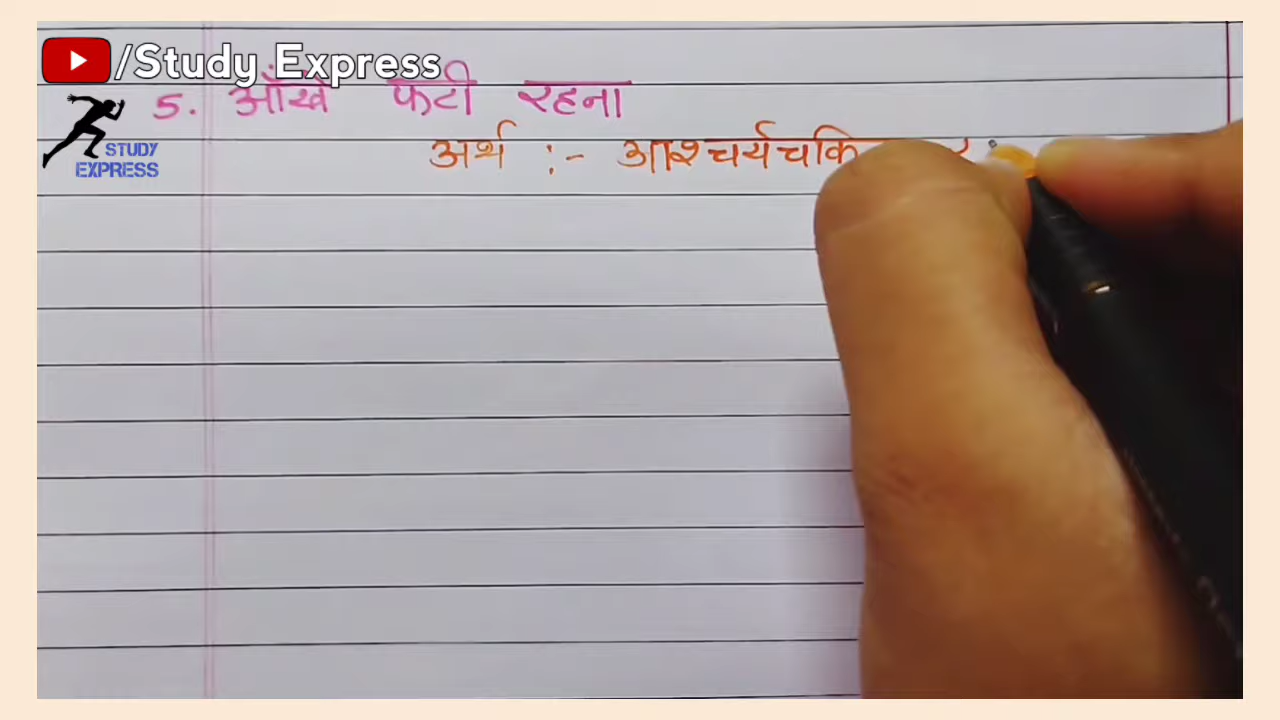 /Study Express
STUDY
EXPRESS
5. आँखे फटी रहना
अर्थ :- आश्चर्यचकि